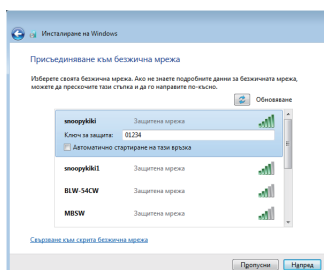 Инсталиране на Windows
Присъединяване към безжична мрежа
Изберете своята безжична мрежа. Ако не знаете подробните данни за безжичната мрежа,
можете да прескочите тази стъпка и да го направите по-късно.
Обновяване
snoopykiki Защитена мрежа
Ключ за защита: 01234
Автоматично стартиране на тази връзка
snoopykiki1 Защитена мрежа
BLW-54CW Защитена мрежа
MBSW Защитена мрежа
Свързване към скрита безжична мрежа
Пропусни Напред